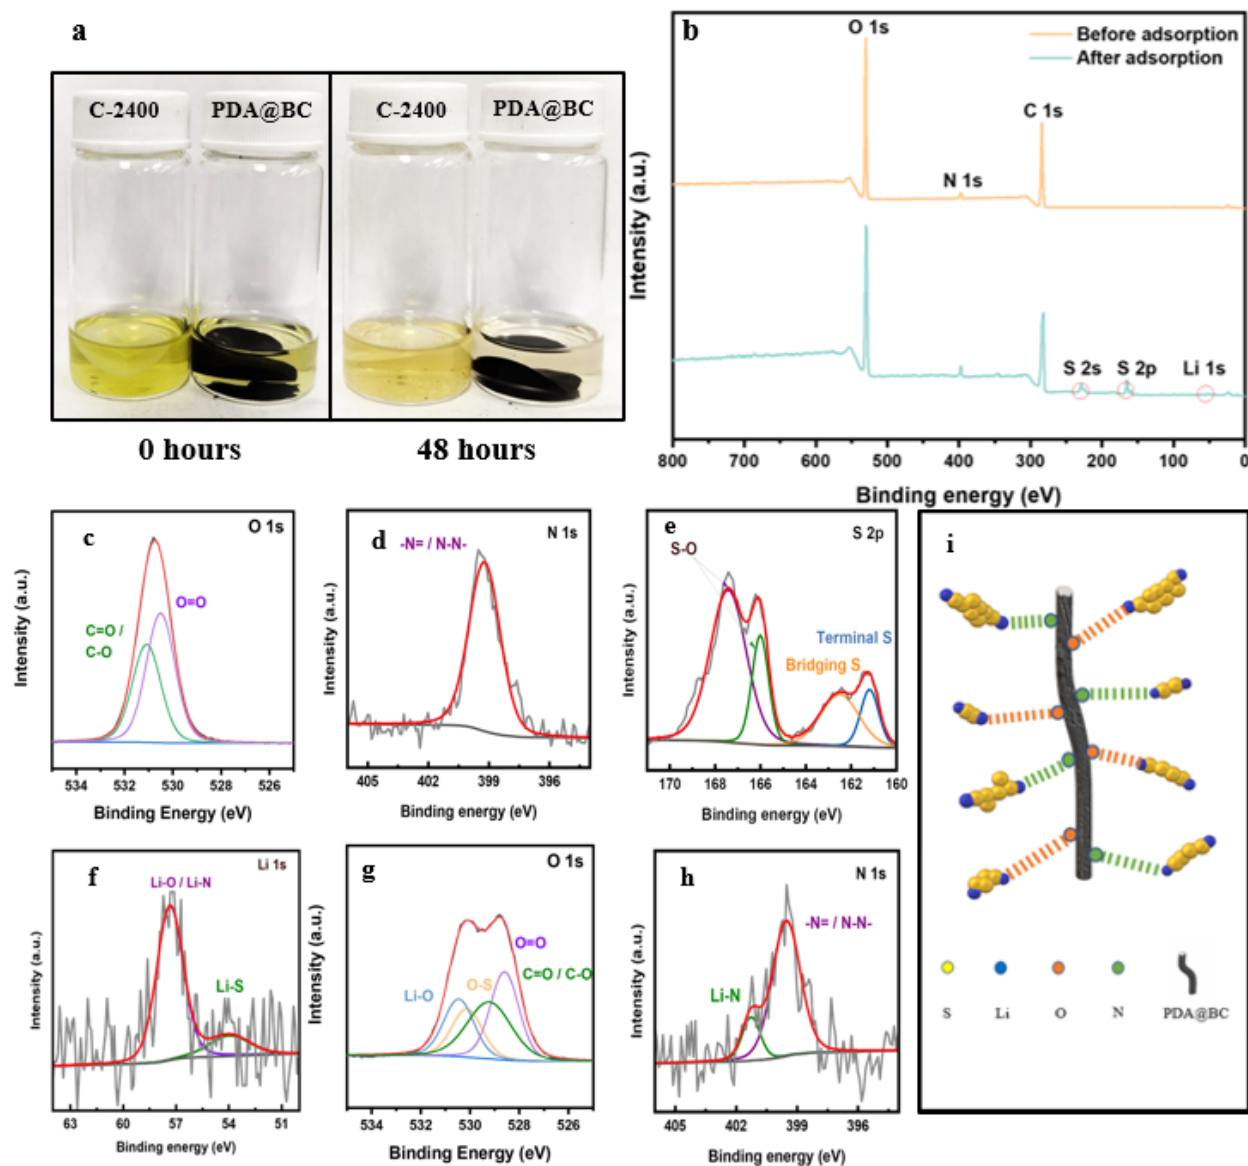 a
C-2400 PDA@BC C-2400 PDA@BC
0 hours 48 hours
b
O 1s
Before adsorption
After adsorption
C 1s
N 1s
S 2s S 2p Li 1s
Intensity (a.u.)
800 700 600 500 400 300 200 100 0
Binding energy (eV)
c
O 1s
O=O
C=O /
C-O
Intensity (a.u.)
534 532 530 528 526
Binding Energy (eV)
d
N 1s
-N= / N-N-
Intensity (a.u.)
405 402 399 396
Binding energy (eV)
e
S 2p
S-O
Terminal S
Bridging S
Intensity (a.u.)
170 168 166 164 162 160
Binding energy (eV)
f
Li 1s
Li-O / Li-N
Li-S
Intensity (a.u.)
63 60 57 54 51
Binding energy (eV)
g
O 1s
O=O
C=O / C-O
Li-O
O-S
Intensity (a.u.)
534 532 530 528 526
Binding Energy (eV)
h
N 1s
-N= / N-N-
Li-N
Intensity (a.u.)
405 402 399 396
Binding energy (eV)
i
S Li O N PDA@BC